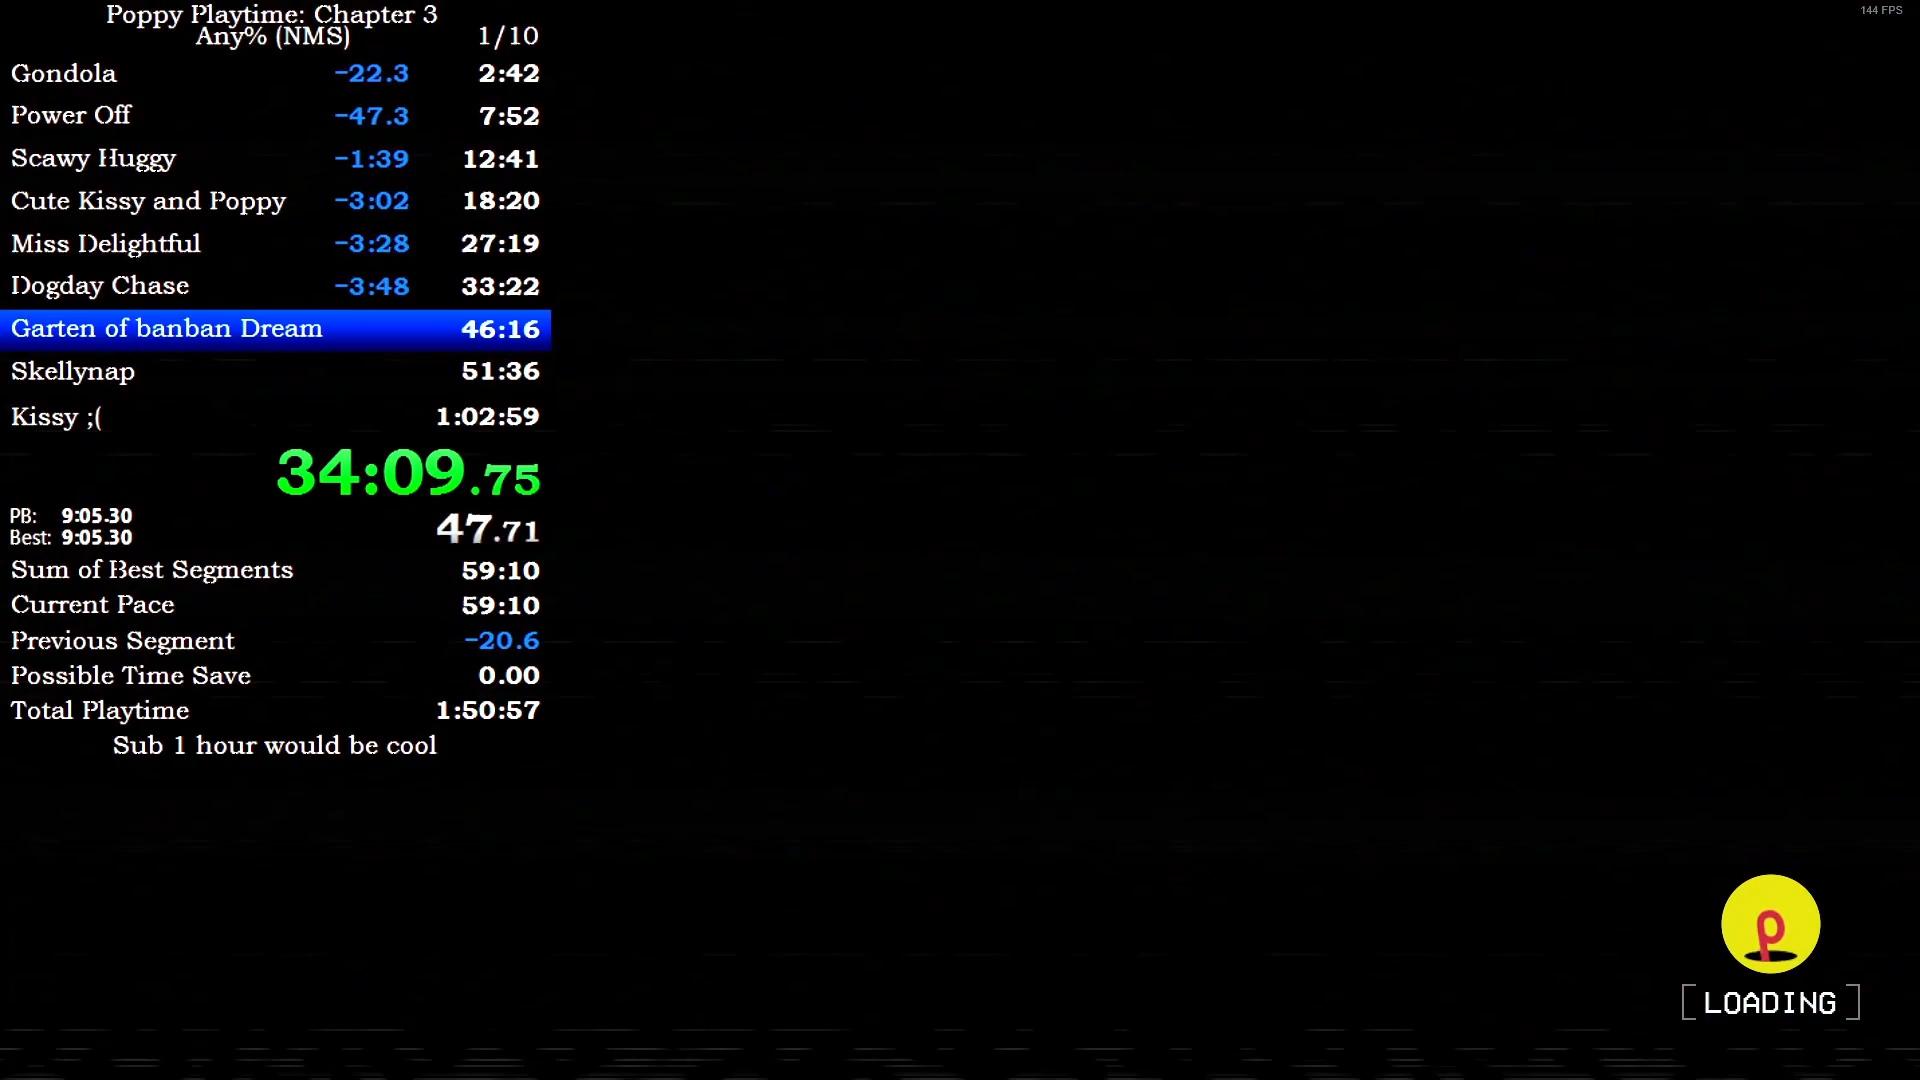 Poppy Playtime: Chapter 3
Any% (NMS) 1/10
144 FPS
Gondola -22.3 2:42
Power Off -47.3 7:52
Scawy Huggy -1:39 12:41
Cute Kissy and Poppy -3:02 18:20
Miss Delightful -3:28 27:19
Dogday Chase -3:48 33:22
Garten of banban Dream 46:16
Skellynap 51:36
Kissy ;( 1:02:59
34:09.75
PB: 9:05.30
Best: 9:05.30
47.71
Sum of Best Segments 59:10
Current Pace 59:10
Previous Segment -20.6
Possible Time Save 0.00
Total Playtime 1:50:57
Sub 1 hour would be cool
p
[LOADING]